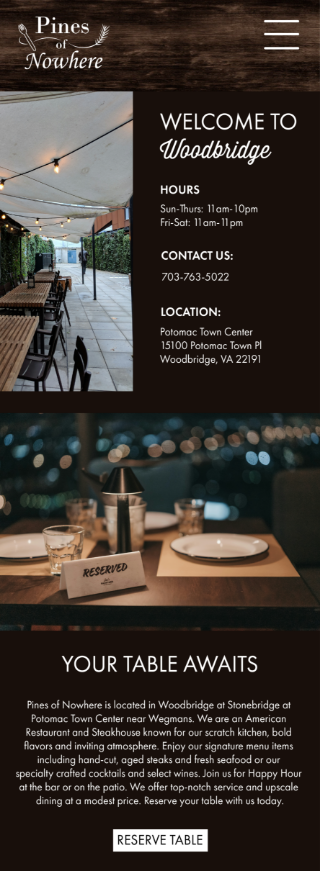 Pines
of
Nowhere
WELCOME TO
Woodbridge
HOURS
Sun-Thurs: 11am-10pm
Fri-Sat: 11am-11pm
CONTACT US:
703-763-5022
LOCATION:
Potomac Town Center
15100 Potomac Town Pl
Woodbridge, VA 22191
RESERVED
YOUR TABLE AWAITS
Pines of Nowhere is located in Woodbridge at Stonebridge at
Potomac Town Center near Wegmans. We are an American
Restaurant and Steakhouse known for our scratch kitchen, bold
flavors and inviting atmosphere. Enjoy our signature menu items
including hand-cut, aged steaks and fresh seafood or our
specialty crafted cocktails and select wines. Join us for Happy Hour
at the bar or on the patio. We offer top-notch service and upscale
dining at a modest price. Reserve your table with us today.
RESERVE TABLE